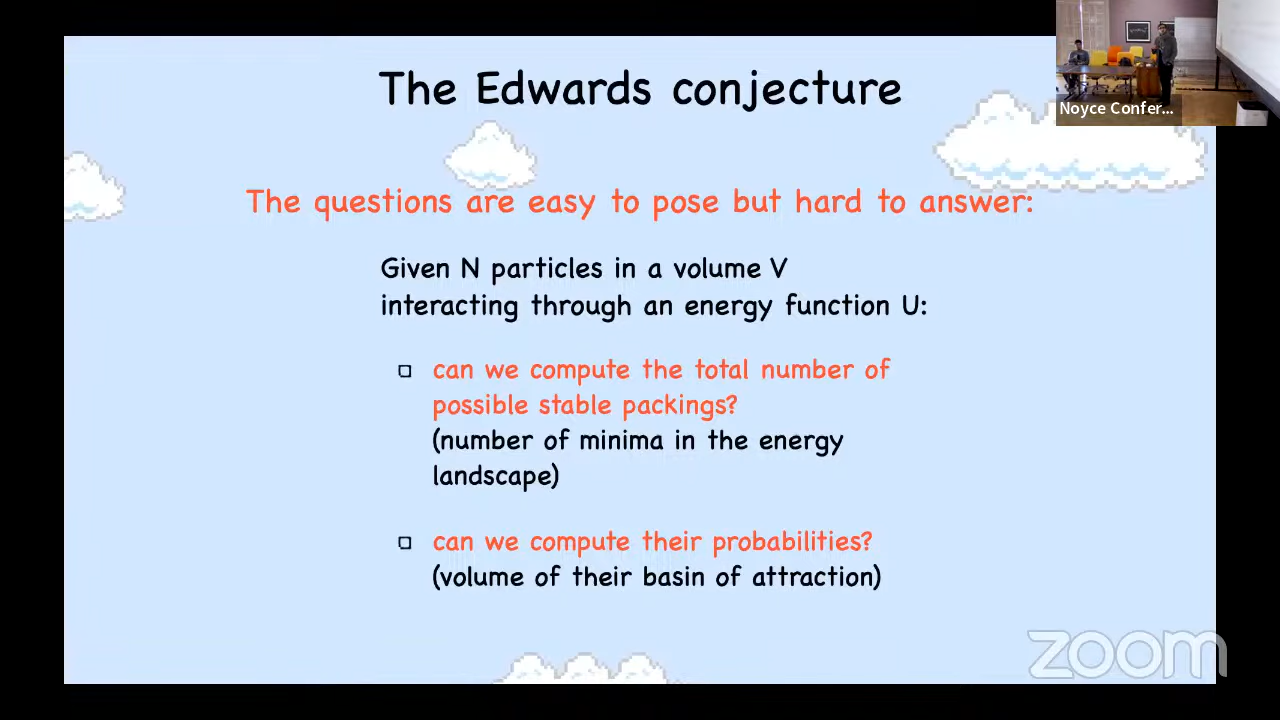 The Edwards conjecture
Noyce Confer...
The questions are easy to pose but hard to answer:
Given N particles in a volume V
interacting through an energy function U:
can we compute the total number of
possible stable packings?
(number of minima in the energy
landscape)
can we compute their probabilities?
(volume of their basin of attraction)
zoom